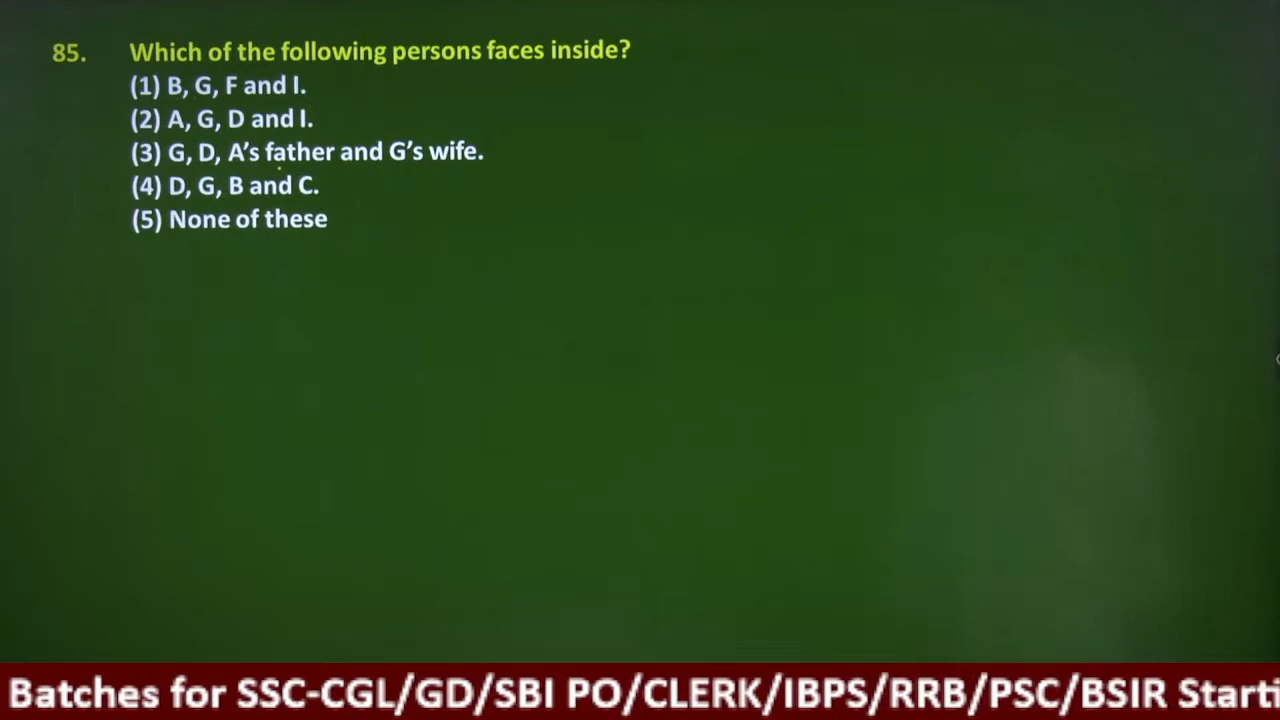 85. Which of the following persons faces inside?
(1) B, G, F and I.
(2) A, G, D and I.
(3) G, D, A’s father and G’s wife.
(4) D, G, B and C.
(5) None of these
Batches for SSC-CGL/GD/SBI PO/CLERK/IBPS/RRB/PSC/BSIR Starti